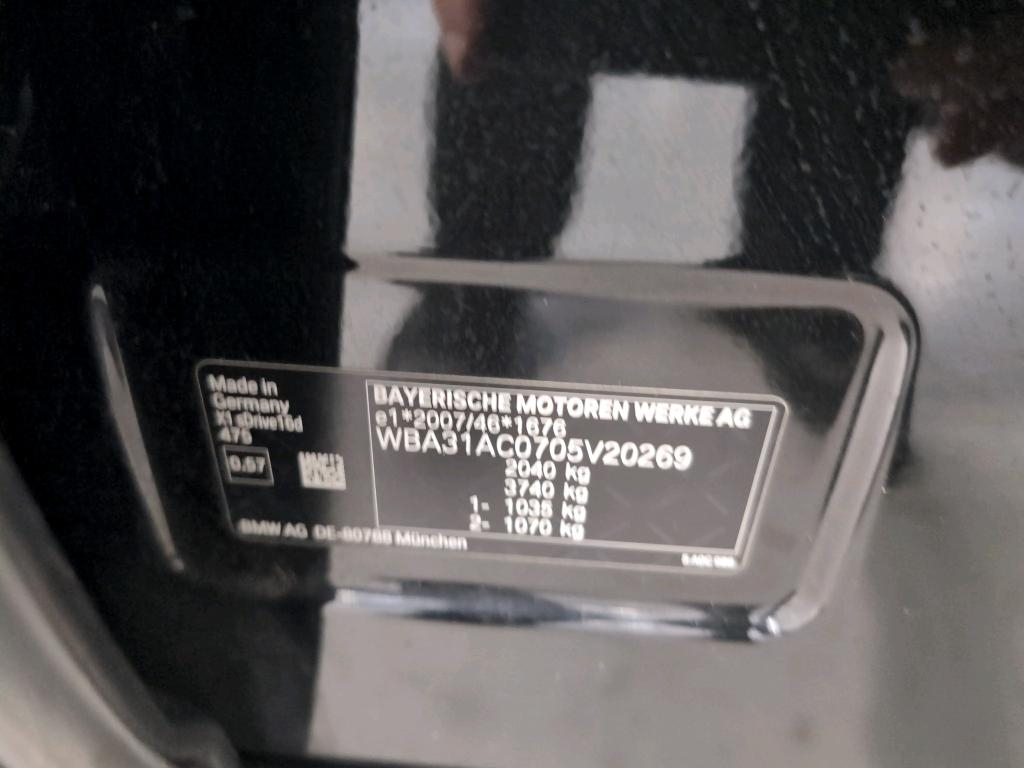 Made in
Germany
X1 sDrive18d
475
0.57
BAYERISCHE MOTOREN WERKE AG
e1*2007/46*1676
WBA31AC0705V20269
2040 kg
3740 kg
1- 1035 kg
2- 1070 kg
BMW AG DE-80788 München